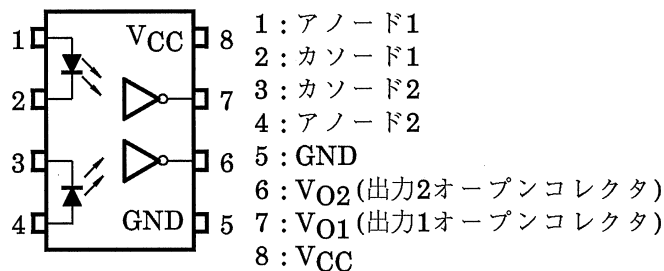 1 VCC 8
2 7
3 6
4 GND 5
1 : アノード1
2 : カソード1
3 : カソード2
4 : アノード2
5 : GND
6 : VO2 (出力2オープンコレクタ)
7 : VO1 (出力1オープンコレクタ)
8 : VCC